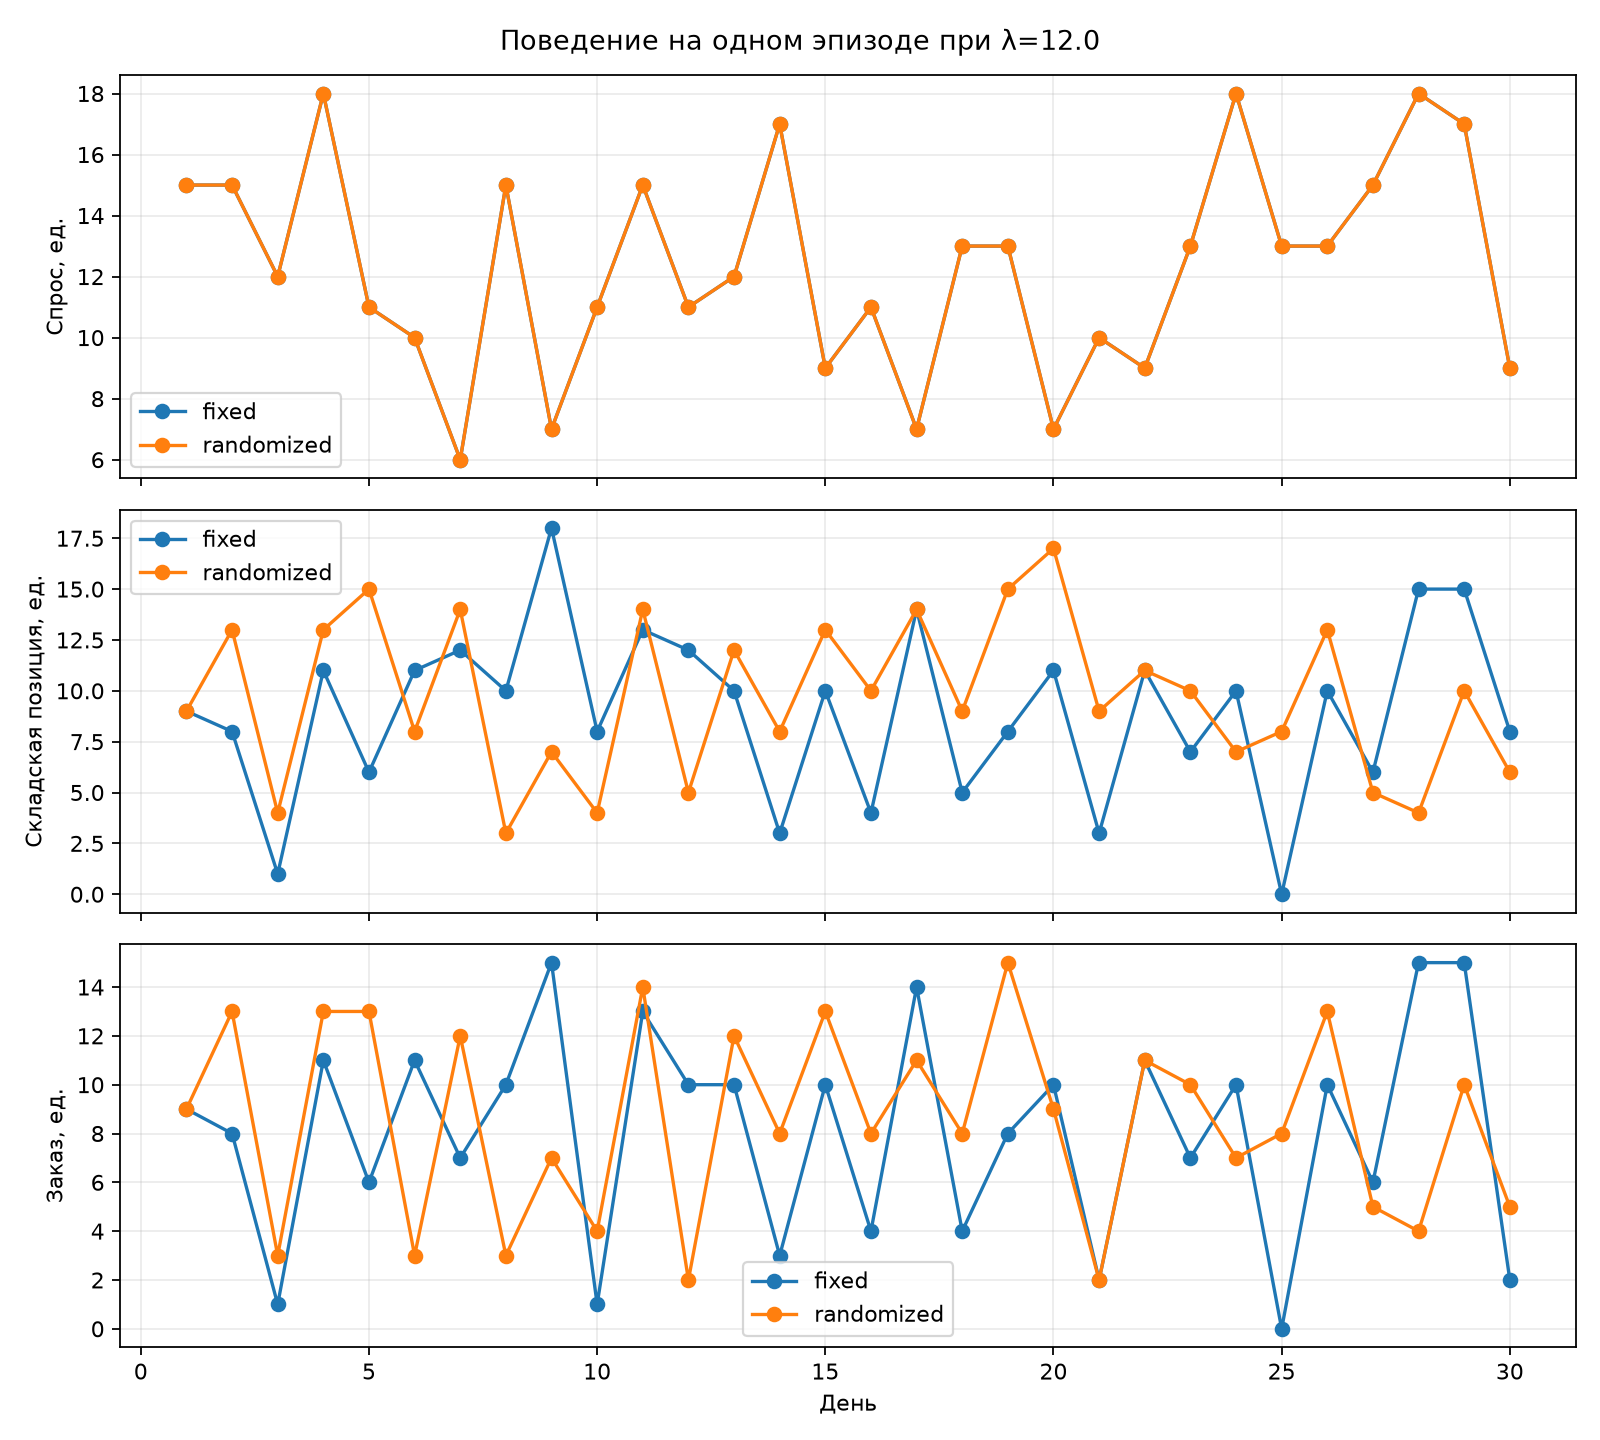 Поведение на одном эпизоде при λ=12.0
Спрос, ед.
18
16
14
12
10
8
6
fixed
randomized
Складская позиция, ед.
17.5
15.0
12.5
10.0
7.5
5.0
2.5
0.0
fixed
randomized
Заказ, ед.
14
12
10
8
6
4
2
0
fixed
randomized
0 5 10 15 20 25 30
День